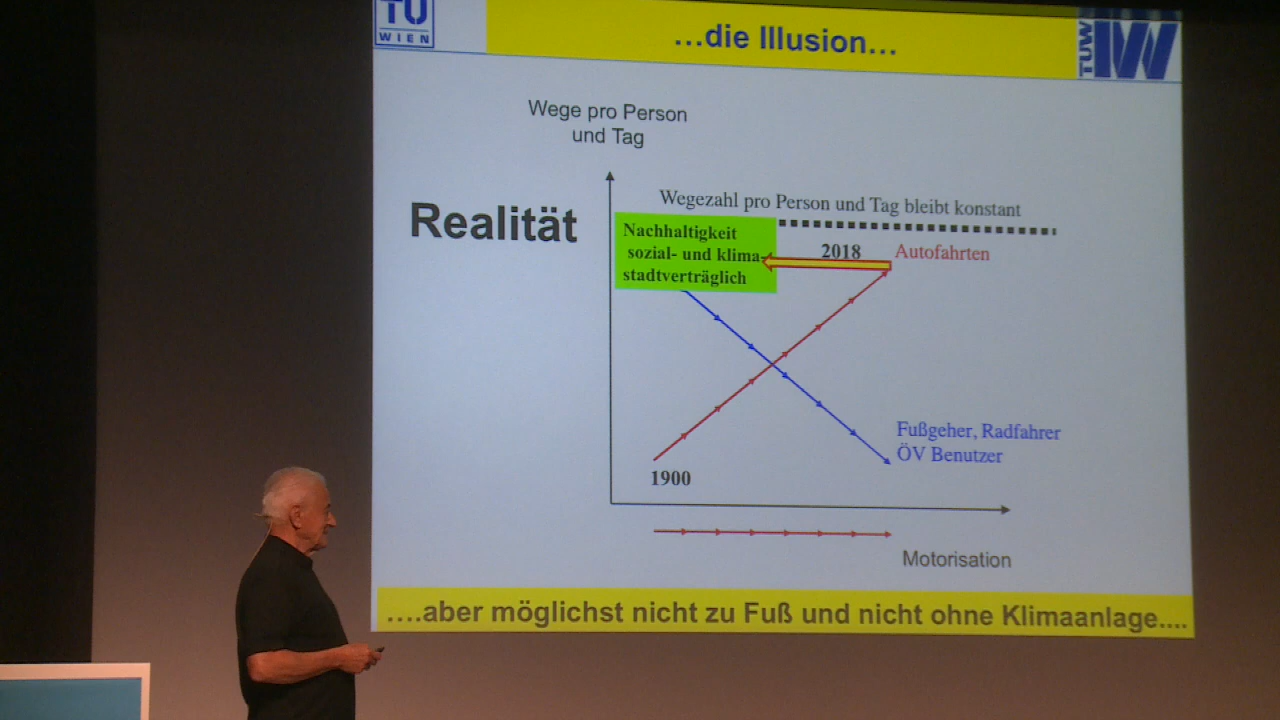 TU
WIEN
…die Illusion…
TUW
IVV
Wege pro Person
und Tag
Realität
Wegezahl pro Person und Tag bleibt konstant
Nachhaltigkeit
sozial- und klima-
stadtverträglich
2018
Autofahrten
Fußgeher, Radfahrer
ÖV Benutzer
1900
Motorisation
….aber möglichst nicht zu Fuß und nicht ohne Klimaanlage....